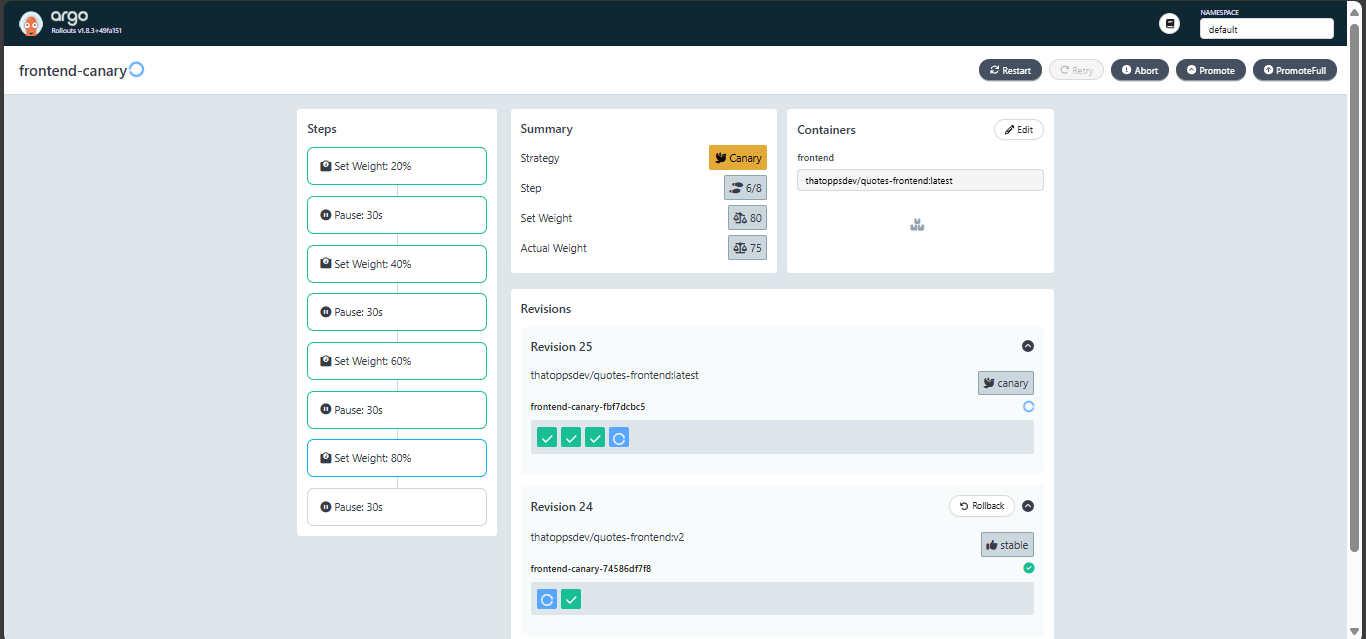 argo
Rollouts v1.8.3+49fa151
NAMESPACE
default
frontend-canary
Restart
Retry
Abort
Promote
PromoteFull
Steps
Set Weight: 20%
Pause: 30s
Set Weight: 40%
Pause: 30s
Set Weight: 60%
Pause: 30s
Set Weight: 80%
Pause: 30s
Summary
Strategy Canary
Step 6/8
Set Weight 80
Actual Weight 75
Containers Edit
frontend
thatoppsdev/quotes-frontend:latest
Revisions
Revision 25
thatoppsdev/quotes-frontend:latest
canary
frontend-canary-fbf7dcbc5
Revision 24 Rollback
thatoppsdev/quotes-frontend:v2
stable
frontend-canary-74586df7f8